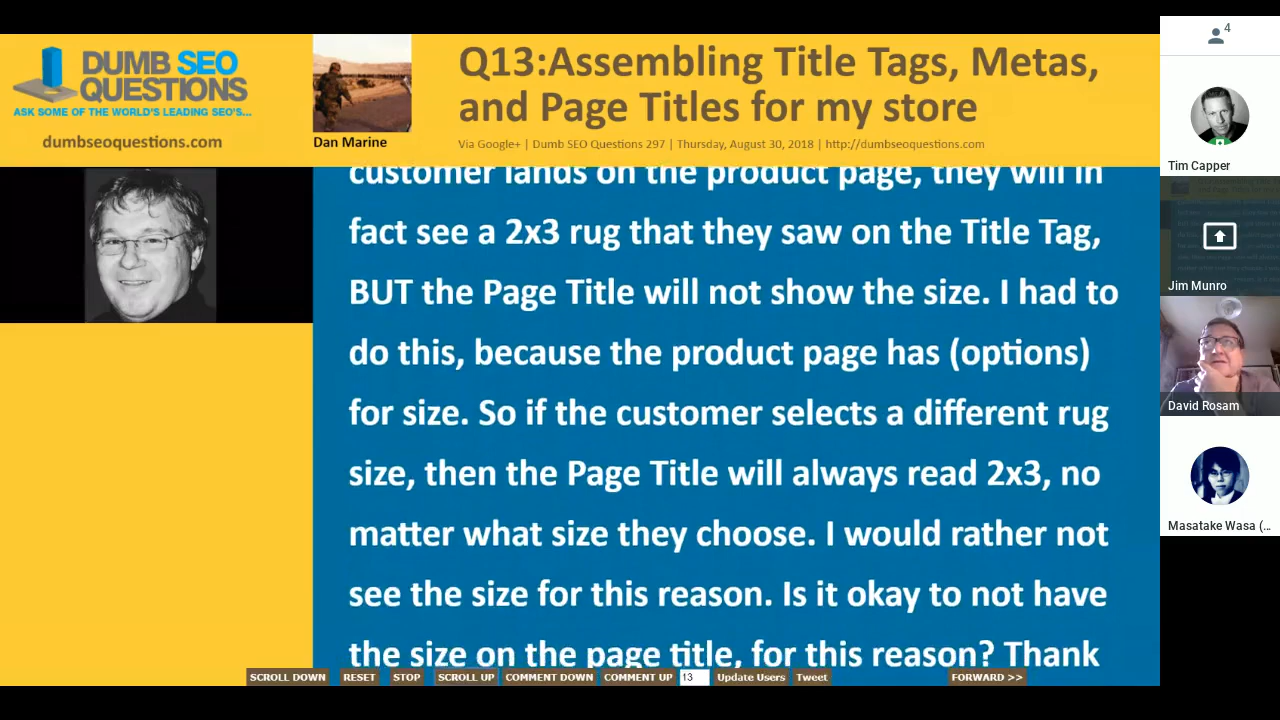 DUMB SEO
QUESTIONS
ASK SOME OF THE WORLD'S LEADING SEO'S...
dumbseoquestions.com
Dan Marine
Q13:Assembling Title Tags, Metas,
and Page Titles for my store
Via Google+ | Dumb SEO Questions 297 | Thursday, August 30, 2018 | http://dumbseoquestions.com
customer lands on the product page, they will in
fact see a 2x3 rug that they saw on the Title Tag,
BUT the Page Title will not show the size. I had to
do this, because the product page has (options)
for size. So if the customer selects a different rug
size, then the Page Title will always read 2x3, no
matter what size they choose. I would rather not
see the size for this reason. Is it okay to not have
the size on the page title, for this reason? Thank
SCROLL DOWN RESET STOP SCROLL UP COMMENT DOWN COMMENT UP 13 Update Users Tweet FORWARD >>
4
Tim Capper
Jim Munro
David Rosam
Masatake Wasa (...